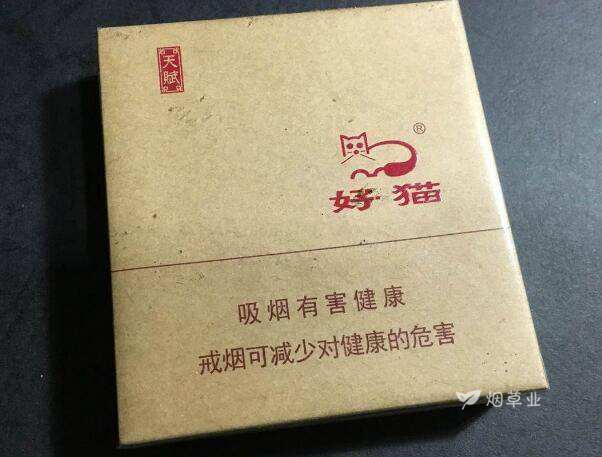 天赋
®
好猫
吸烟有害健康
戒烟可减少对健康的危害
烟草业